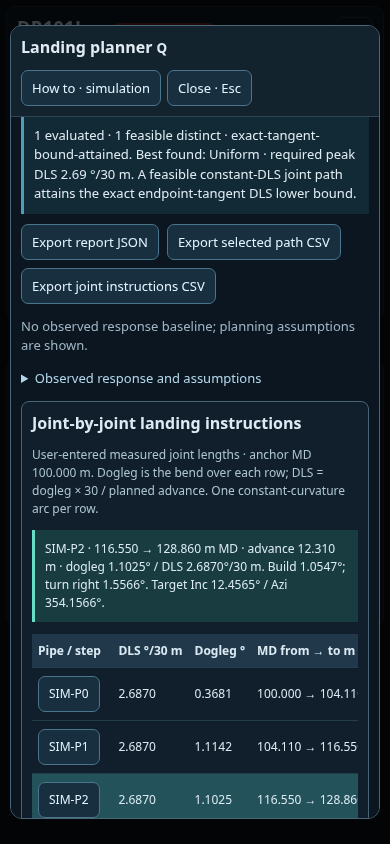 Landing planner Q
How to · simulation
Close · Esc
1 evaluated · 1 feasible distinct · exact-tangent-
bound-attained. Best found: Uniform · required peak
DLS 2.69 °/30 m. A feasible constant-DLS joint path
attains the exact endpoint-tangent DLS lower bound.
Export report JSON
Export selected path CSV
Export joint instructions CSV
No observed response baseline; planning assumptions
are shown.
▶ Observed response and assumptions
Joint-by-joint landing instructions
User-entered measured joint lengths · anchor MD
100.000 m. Dogleg is the bend over each row; DLS =
dogleg × 30 / planned advance. One constant-curvature
arc per row.
SIM-P2 · 116.550 → 128.860 m MD · advance 12.310
m · dogleg 1.1025° / DLS 2.6870°/30 m. Build 1.0547°;
turn right 1.5566°. Target Inc 12.4565° / Azi
354.1566°.
Pipe / step DLS °/30 m Dogleg ° MD from → to m
SIM-P0 2.6870 0.3681 100.000 → 104.11
SIM-P1 2.6870 1.1142 104.110 → 116.55
SIM-P2 2.6870 1.1025 116.550 → 128.86